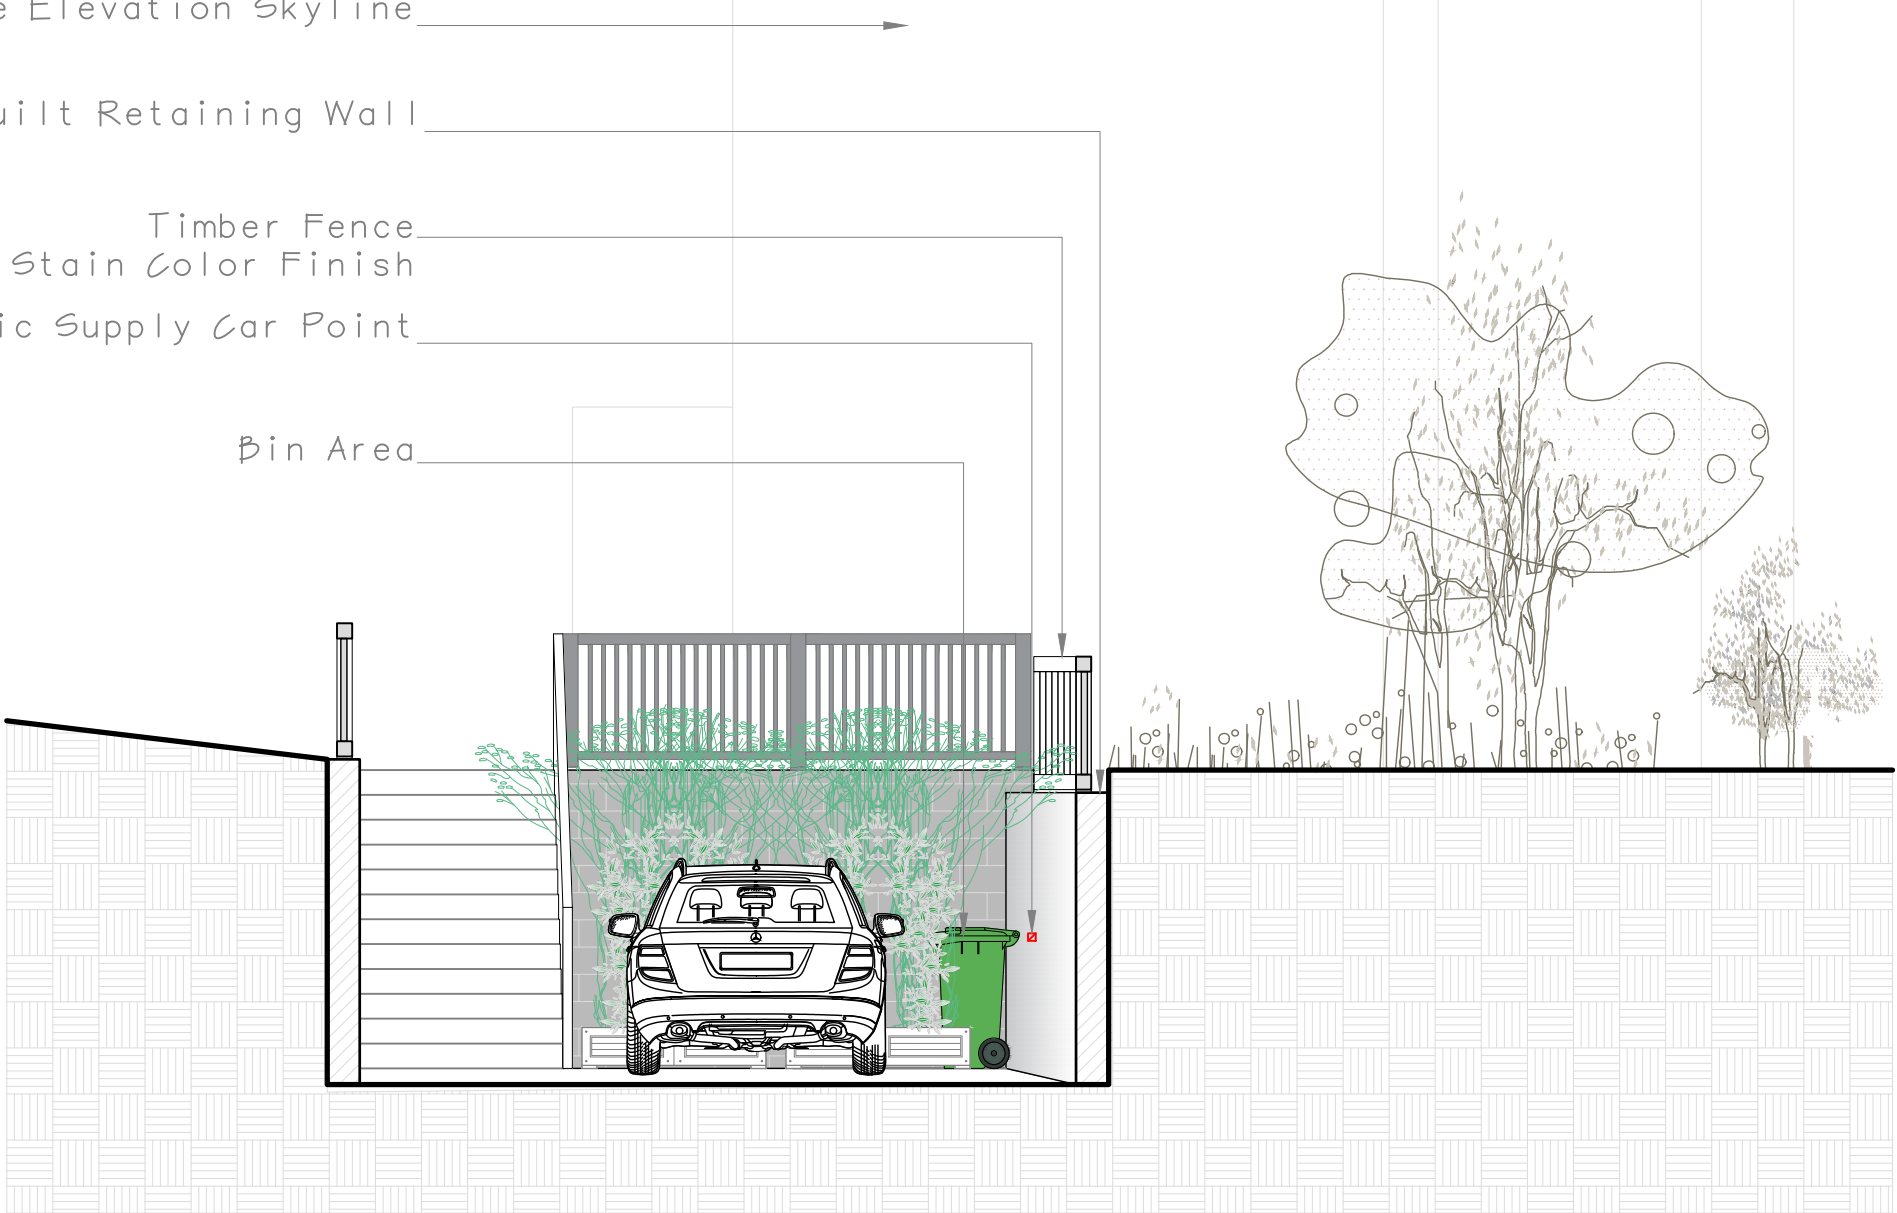 Elevation Skyline
Retaining Wall
Timber Fence
Stain Color Finish
Supply Car Point
Bin Area